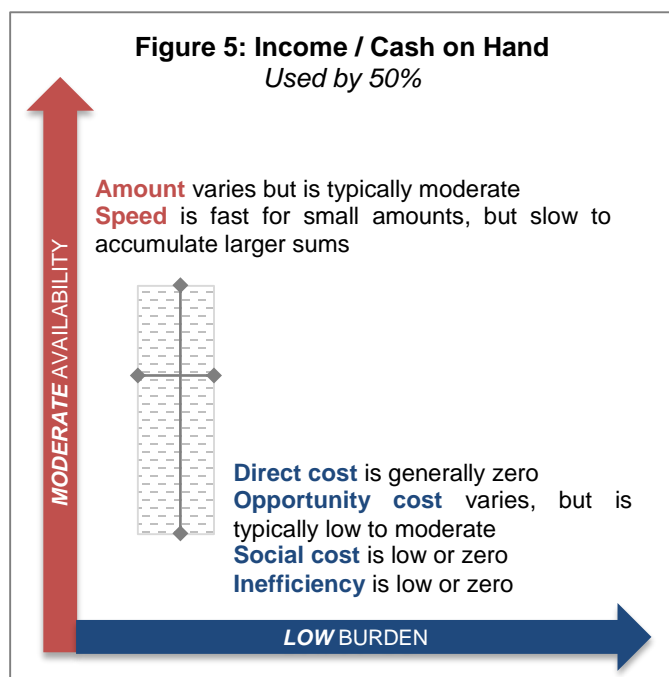 Figure 5: Income / Cash on Hand
Used by 50%
Amount varies but is typically moderate
Speed is fast for small amounts, but slow to
accumulate larger sums
MODERATE AVAILABILITY
Direct cost is generally zero
Opportunity cost varies, but is
typically low to moderate
Social cost is low or zero
Inefficiency is low or zero
LOW BURDEN